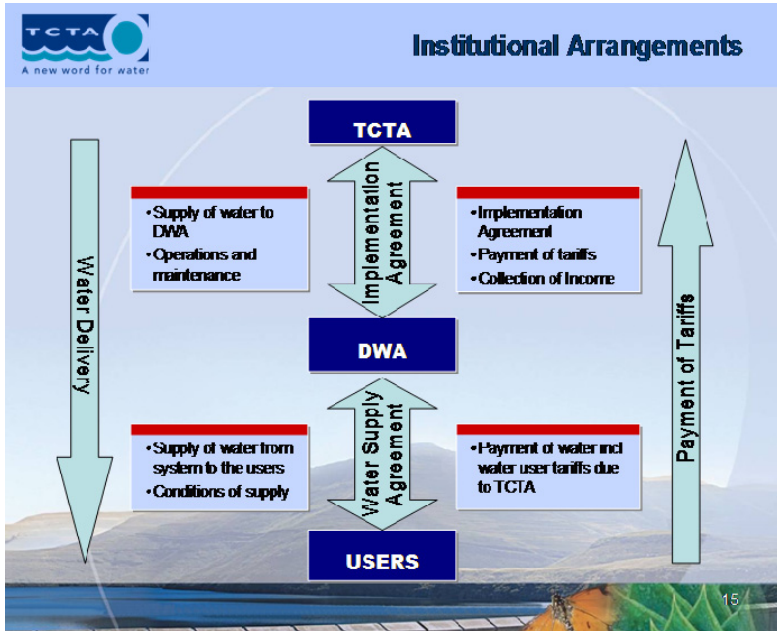 TCTA
A new word for water
Institutional Arrangements
TCTA
Water Delivery
•Supply of water to
DWA
•Operations and
maintenance
Implementation
Agreement
•Implementation
Agreement
•Payment of tariffs
•Collection of Income
Payment of Tariffs
DWA
•Supply of water from
system to the users
•Conditions of supply
Water Supply
Agreement
•Payment of water incl
water user tariffs due
to TCTA
USERS
15